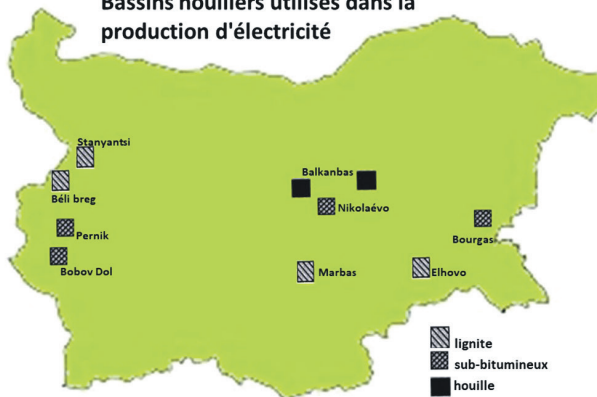 Bassins houillers utilisés dans la
production d'électricité
Stanyantsi
Béli breg
Pernik
Bobov Dol
Balkanbas
Nikolaévo
Bourgas
Marbas
Elhovo
lignite
sub-bitumineux
houille